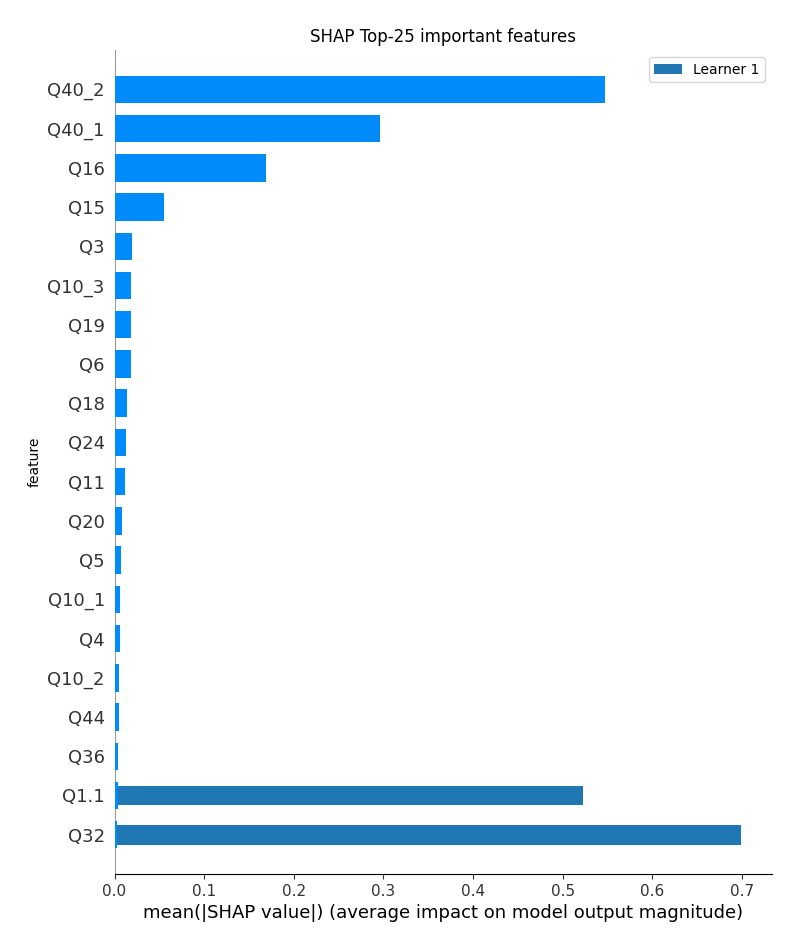 SHAP Top-25 important features
Learner 1
Q40_2
Q40_1
Q16
Q15
Q3
Q10_3
Q19
Q6
Q18
Q24
Q11
Q20
Q5
Q10_1
Q4
Q10_2
Q44
Q36
Q1.1
Q32
feature
0.0 0.1 0.2 0.3 0.4 0.5 0.6 0.7
mean(|SHAP value|) (average impact on model output magnitude)